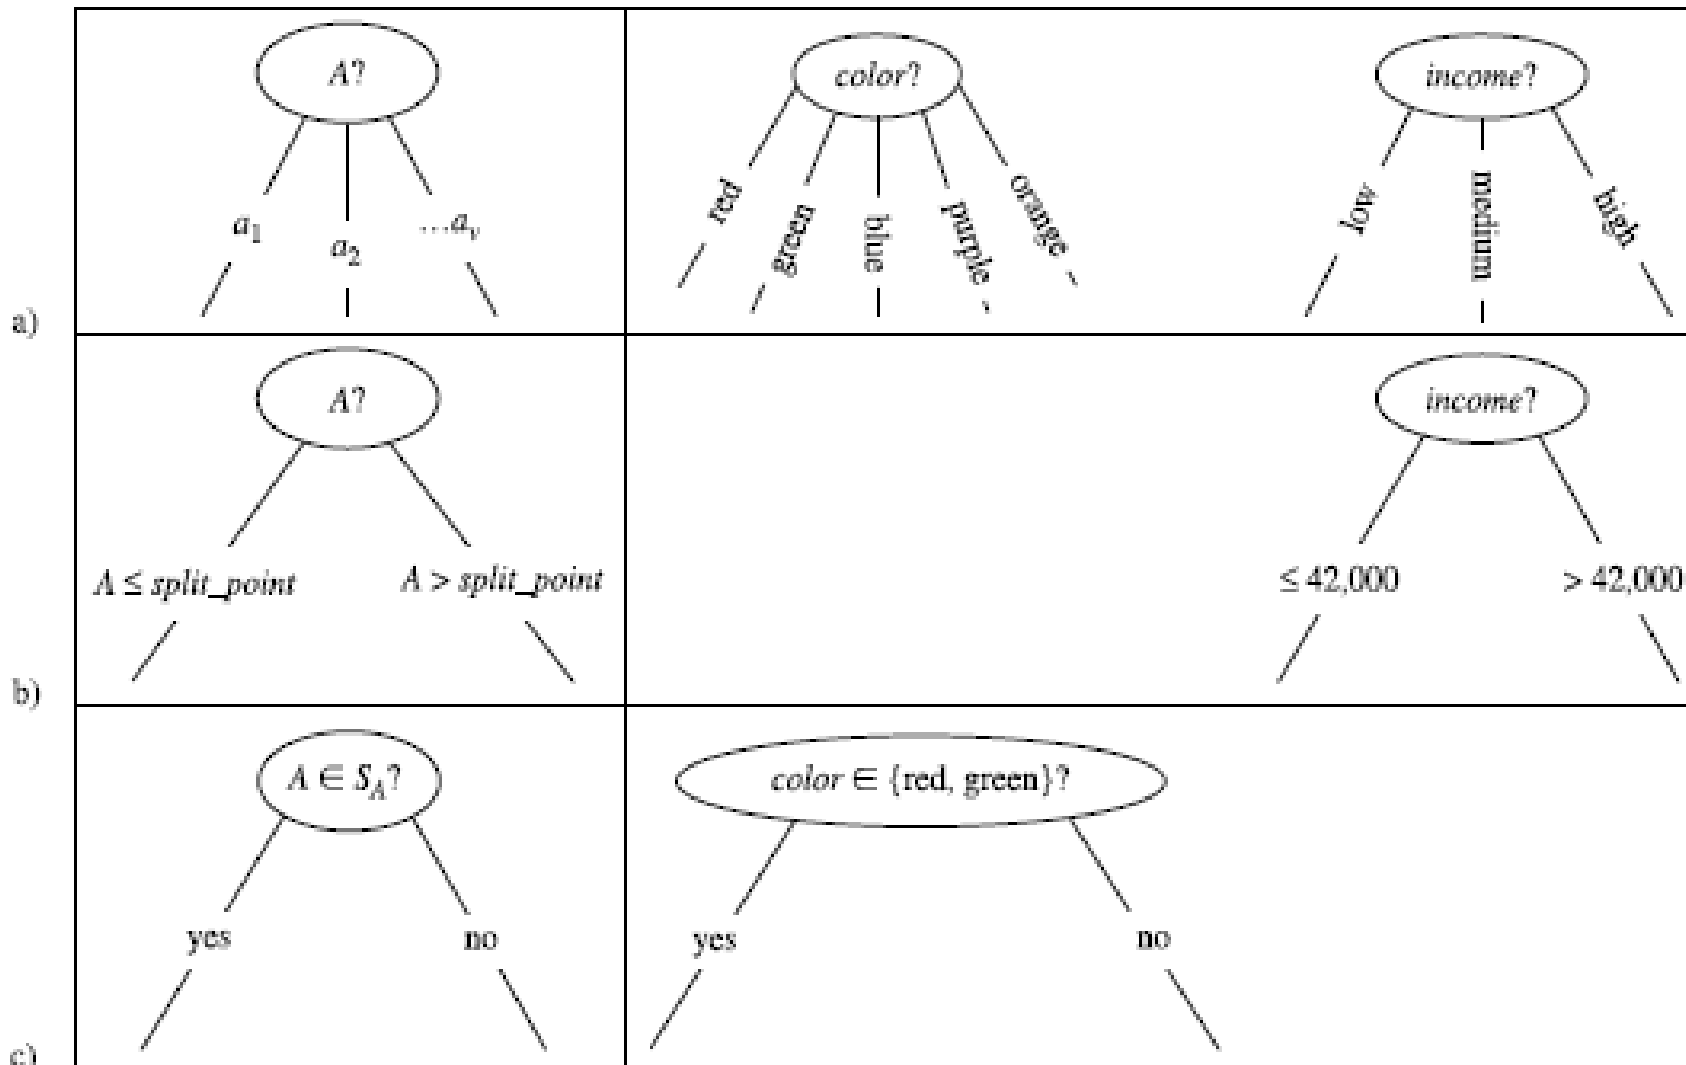 A?
color?
income?
a1
a2
...av
red
green
blue
purple
orange
low
medium
high
a)
A?
income?
A ≤ split_point
A > split_point
≤ 42,000
> 42,000
b)
A ∈ SA?
color ∈ {red, green}?
yes
no
yes
no
c)